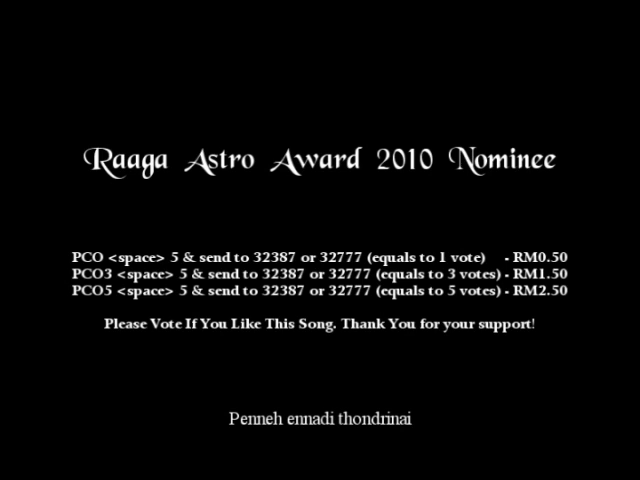 Raaga Astro Award 2010 Nominee
PCO <space> 5 & send to 32387 or 32777 (equals to 1 vote) - RM0.50
PCO3 <space> 5 & send to 32387 or 32777 (equals to 3 votes) - RM1.50
PCO5 <space> 5 & send to 32387 or 32777 (equals to 5 votes) - RM2.50
Please Vote If You Like This Song. Thank You for your support!
Penneh ennadi thondrinai